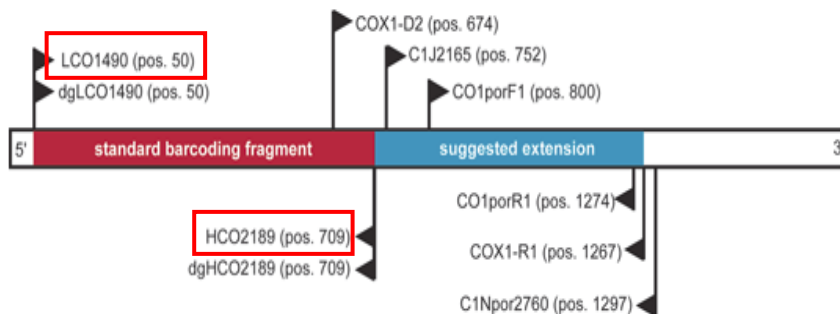 COX1-D2 (pos. 674)
LCO1490 (pos. 50)
C1J2165 (pos. 752)
dgLCO1490 (pos. 50)
CO1porF1 (pos. 800)
5' standard barcoding fragment suggested extension 3
CO1porR1 (pos. 1274)
HCO2189 (pos. 709)
COX1-R1 (pos. 1267)
dgHCO2189 (pos. 709)
C1Npor2760 (pos. 1297)